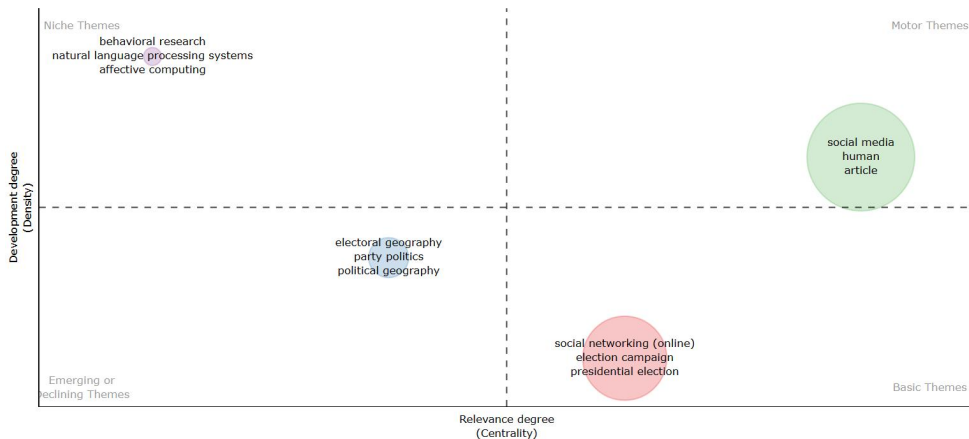 Niche Themes
Motor Themes
behavioral research
natural language processing systems
affective computing
social media
human
article
Development degree
(Density)
electoral geography
party politics
political geography
social networking (online)
election campaign
presidential election
Emerging or
Declining Themes
Basic Themes
Relevance degree
(Centrality)